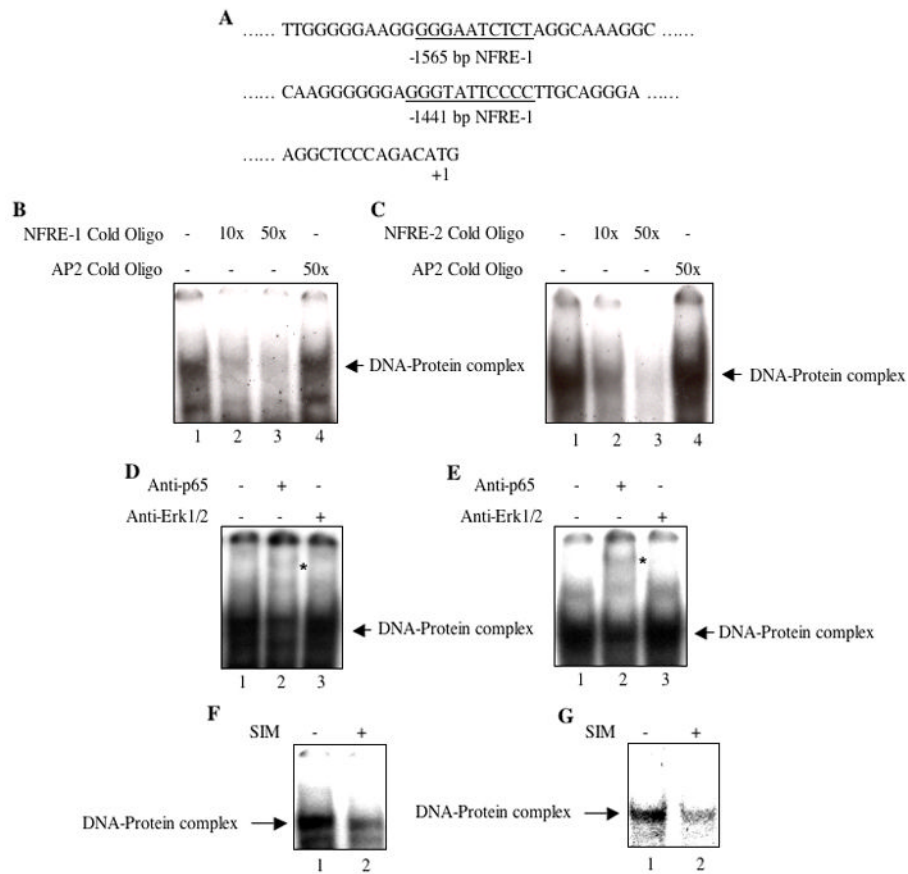 A
...... TTGGGGGAAGGGGGAATCTCTAGGCAAAGGC ......
-1565 bp NFRE-1
...... CAAGGGGGGAGGGTATTCCCCTTGCAGGGA ......
-1441 bp NFRE-1
...... AGGCTCCCAGACATG
+1
B
NFRE-1 Cold Oligo - 10x 50x -
AP2 Cold Oligo - - - 50x
DNA-Protein complex
1 2 3 4
C
NFRE-2 Cold Oligo - 10x 50x -
AP2 Cold Oligo - - - 50x
DNA-Protein complex
1 2 3 4
D
Anti-p65 - + -
Anti-Erk1/2 - - +
*
DNA-Protein complex
1 2 3
E
Anti-p65 - + -
Anti-Erk1/2 - - +
*
DNA-Protein complex
1 2 3
F
SIM - +
DNA-Protein complex
1 2
G
SIM - +
DNA-Protein complex
1 2